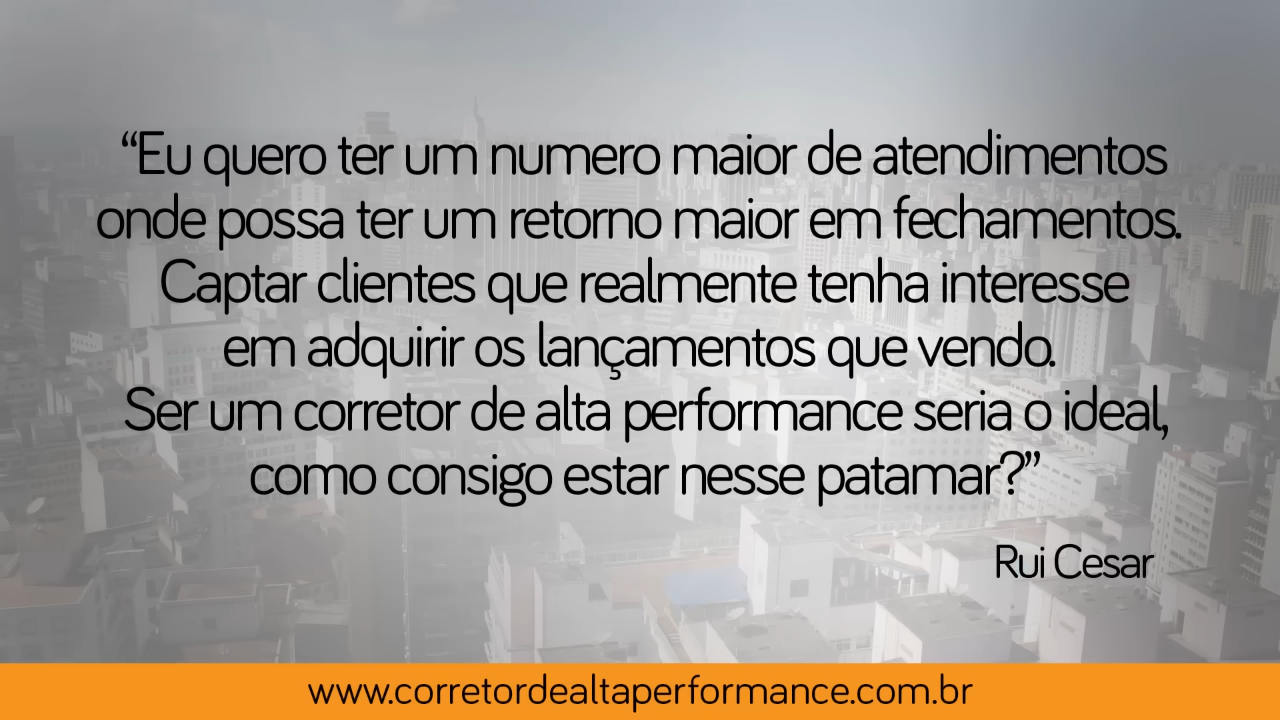 “Eu quero ter um numero maior de atendimentos
onde possa ter um retorno maior em fechamentos.
Captar clientes que realmente tenha interesse
em adquirir os lançamentos que vendo.
Ser um corretor de alta performance seria o ideal,
como consigo estar nesse patamar?”
Rui Cesar
www.corretordealtaperformance.com.br